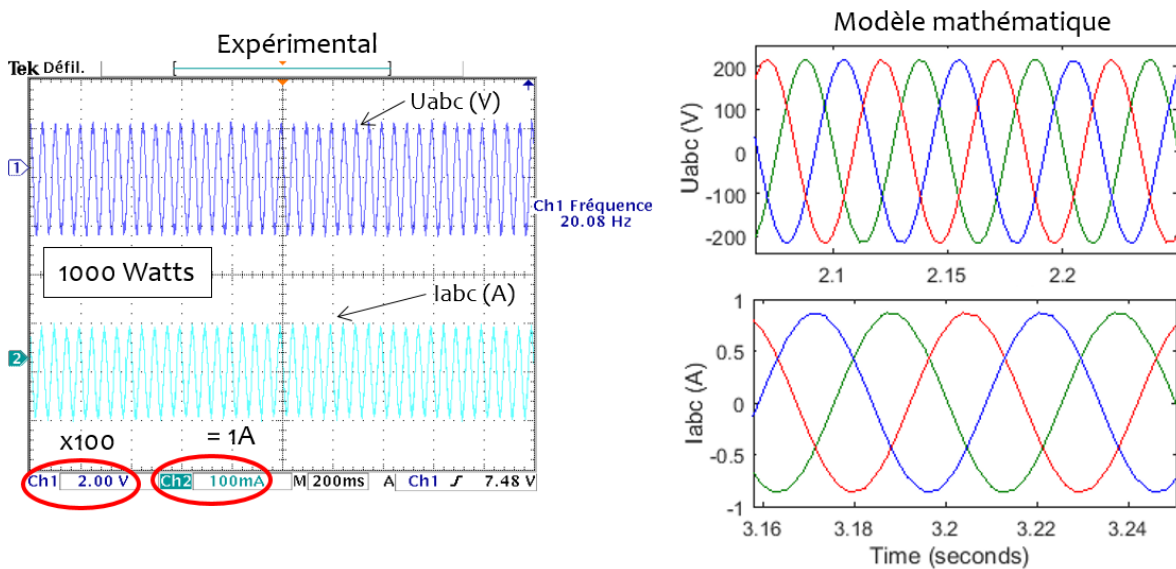 Expérimental
Tek Défil.
Uabc (V)
1
Ch1 Fréquence
20.08 Hz
1000 Watts
Iabc (A)
2
x100
= 1A
Ch1 2.00 V Ch2 100mA M 200ms A Ch1 7.48 V
Modèle mathématique
Uabc (V)
200
100
0
-100
-200
2.1 2.15 2.2
Iabc (A)
1
0.5
0
-0.5
-1
3.16 3.18 3.2 3.22 3.24
Time (seconds)